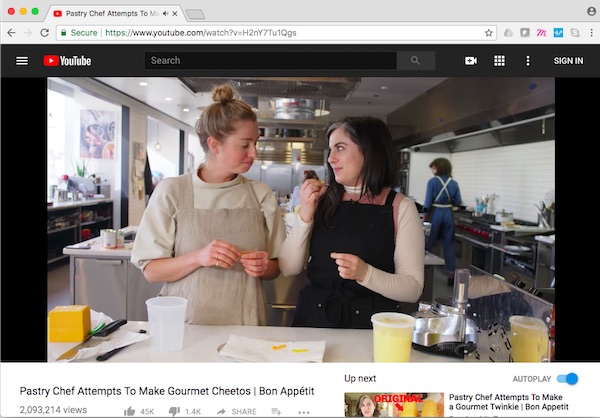 Pastry Chef Attempts To Ma
Secure
https://www.youtube.com/watch?v=H2nY7Tu1Qgs
YouTube
Search
SIGN IN
Pastry Chef Attempts To Make Gourmet Cheetos | Bon Appétit
2,093,214 views
45K
1.4K
SHARE
Up next
AUTOPLAY
ORIGINAL
Pastry Chef Attempts To Make
a Gourmet Twinkie | Bon Appétit